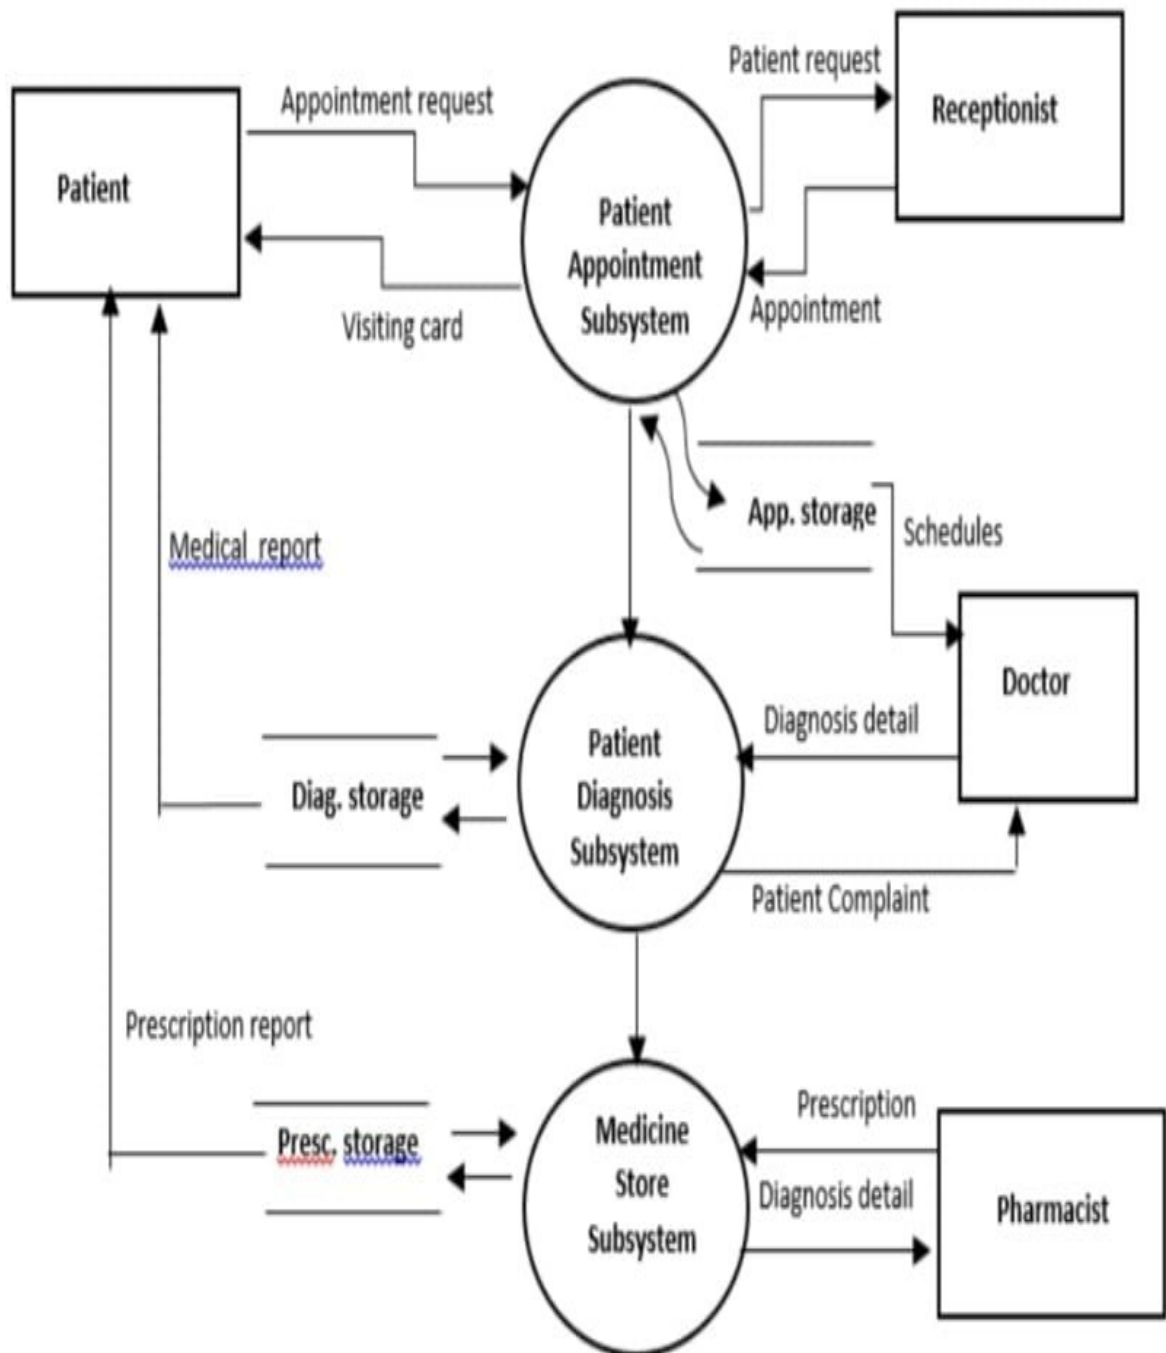 Patient request
Receptionist
Appointment request
Patient
Patient
Appointment
Subsystem
Appointment
Visiting card
App. storage
Schedules
Medical report
Doctor
Diagnosis detail
Patient
Diagnosis
Subsystem
Diag. storage
Patient Complaint
Prescription report
Prescription
Medicine
Store
Subsystem
Presc. storage
Diagnosis detail
Pharmacist